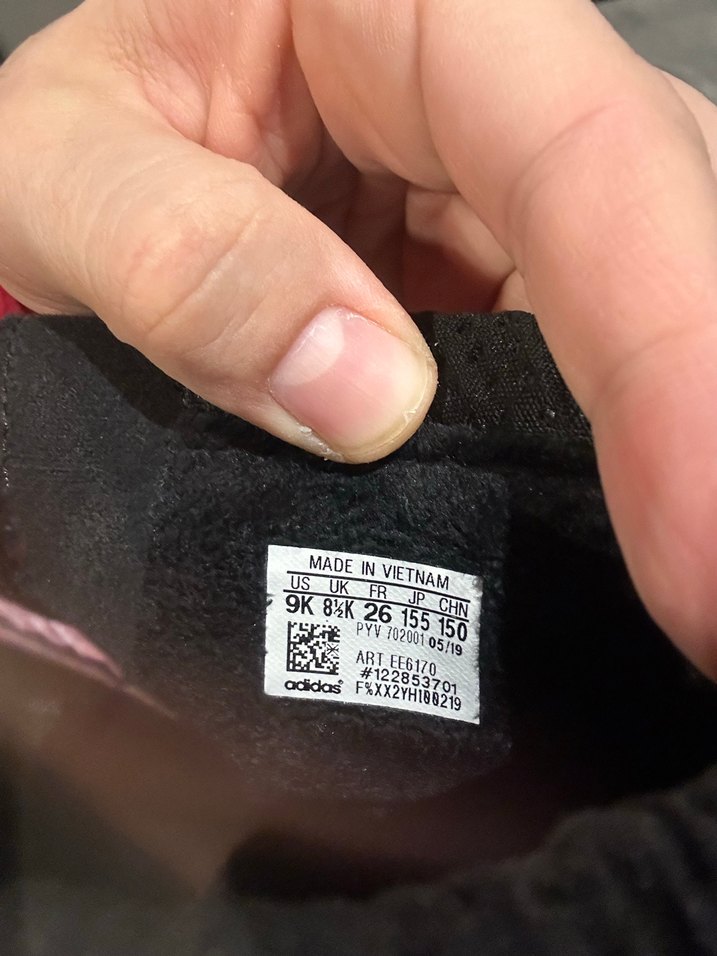 MADE IN VIETNAM
US UK FR JP CHN
9K 8½K 26 155 150
PYV 702001 05/19
ART EE6170
#122853701
adidas F%XX2YH100219